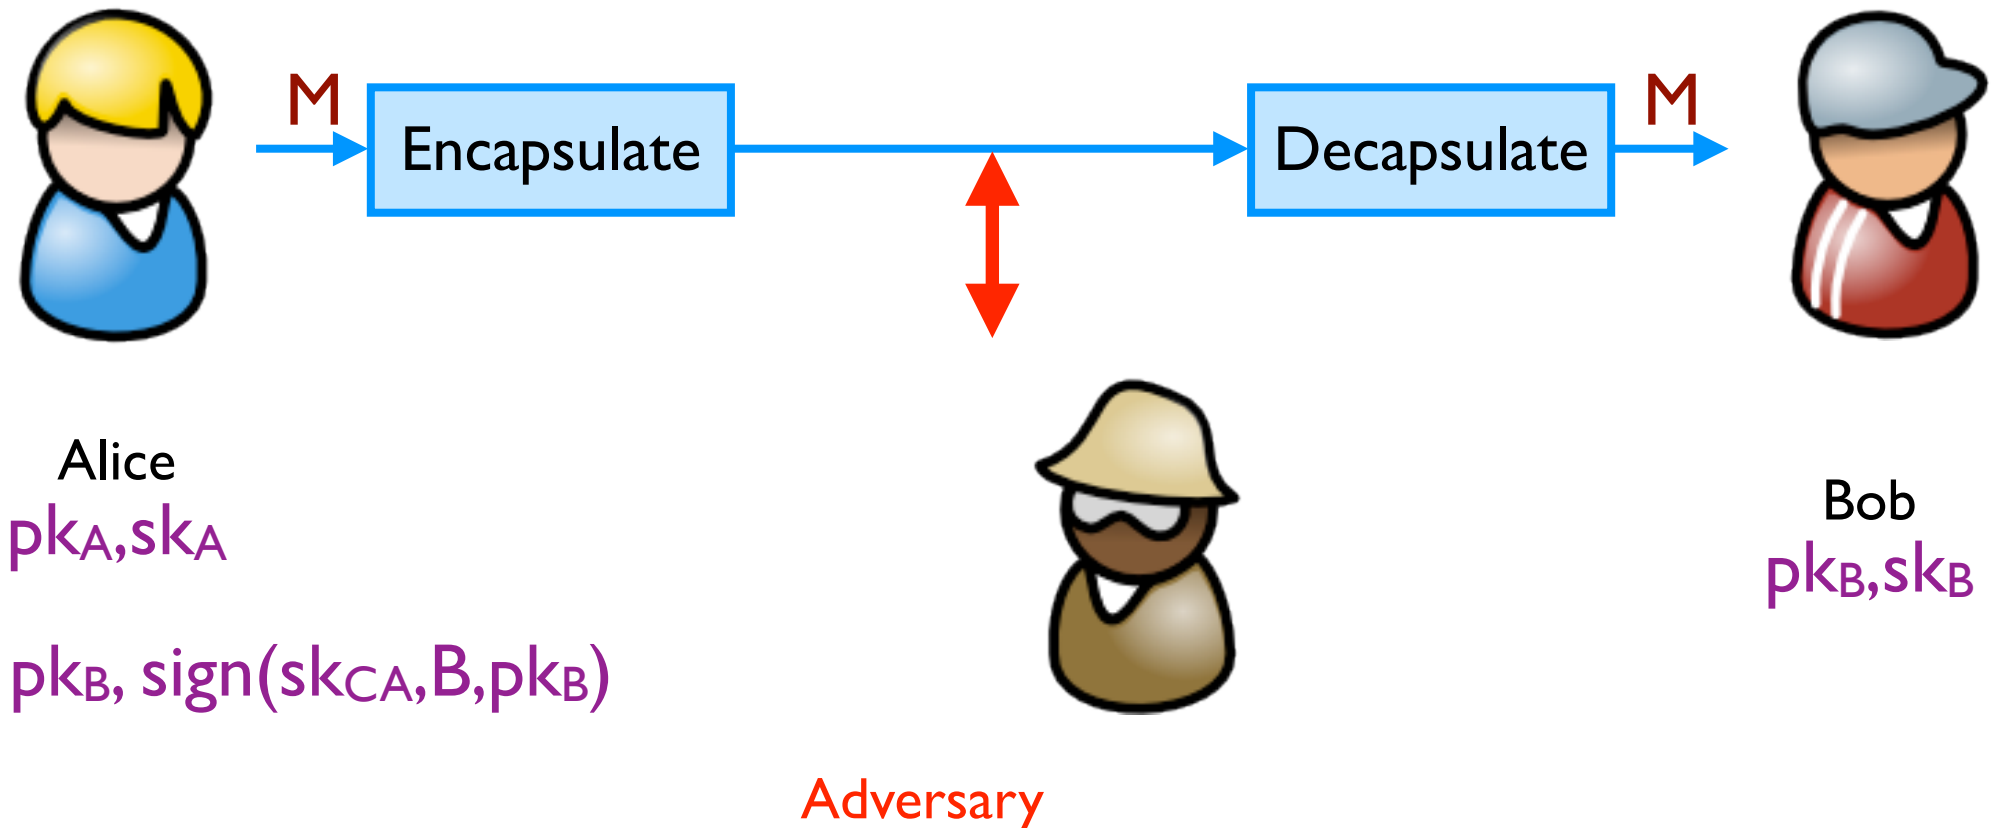 M
Encapsulate
Decapsulate
M
Alice
pkA,skA
Bob
pkB,skB
pkB, sign(skCA,B,pkB)
Adversary